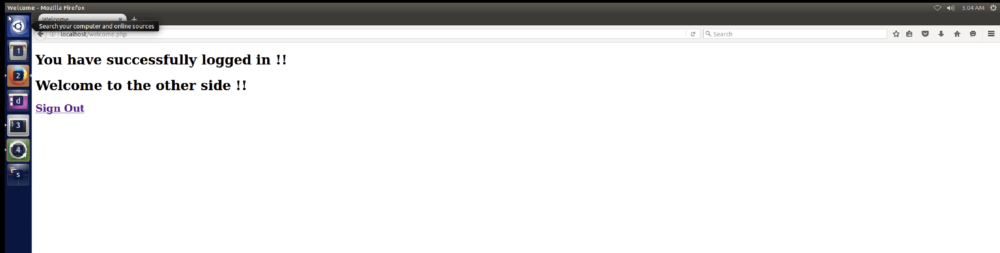 Welcome - Mozilla Firefox
3:04 AM
Welcome
Search your computer and online sources
localhost/welcome.php
Search
1
2
d
3
4
s
You have successfully logged in !!
Welcome to the other side !!
Sign Out